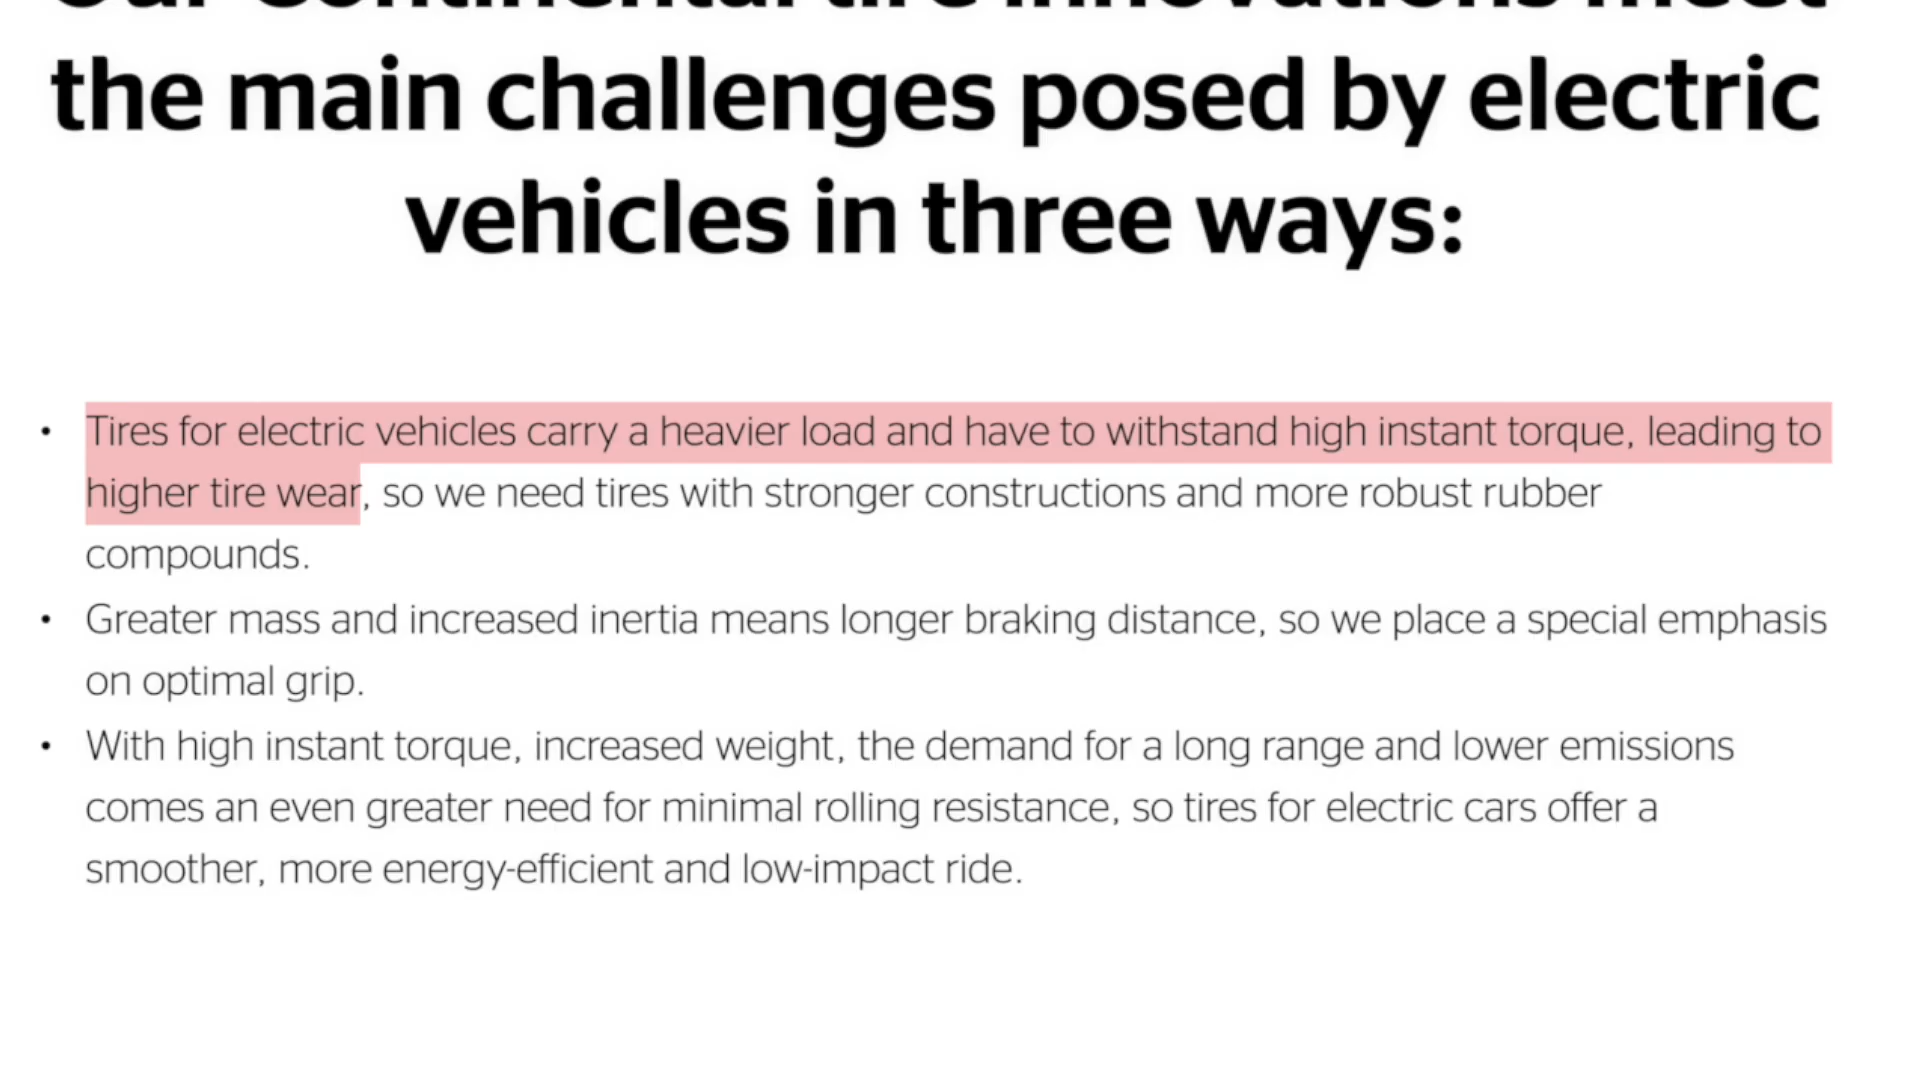 Our Continental tire innovations meet
the main challenges posed by electric
vehicles in three ways:
• Tires for electric vehicles carry a heavier load and have to withstand high instant torque, leading to
higher tire wear, so we need tires with stronger constructions and more robust rubber
compounds.
• Greater mass and increased inertia means longer braking distance, so we place a special emphasis
on optimal grip.
• With high instant torque, increased weight, the demand for a long range and lower emissions
comes an even greater need for minimal rolling resistance, so tires for electric cars offer a
smoother, more energy-efficient and low-impact ride.